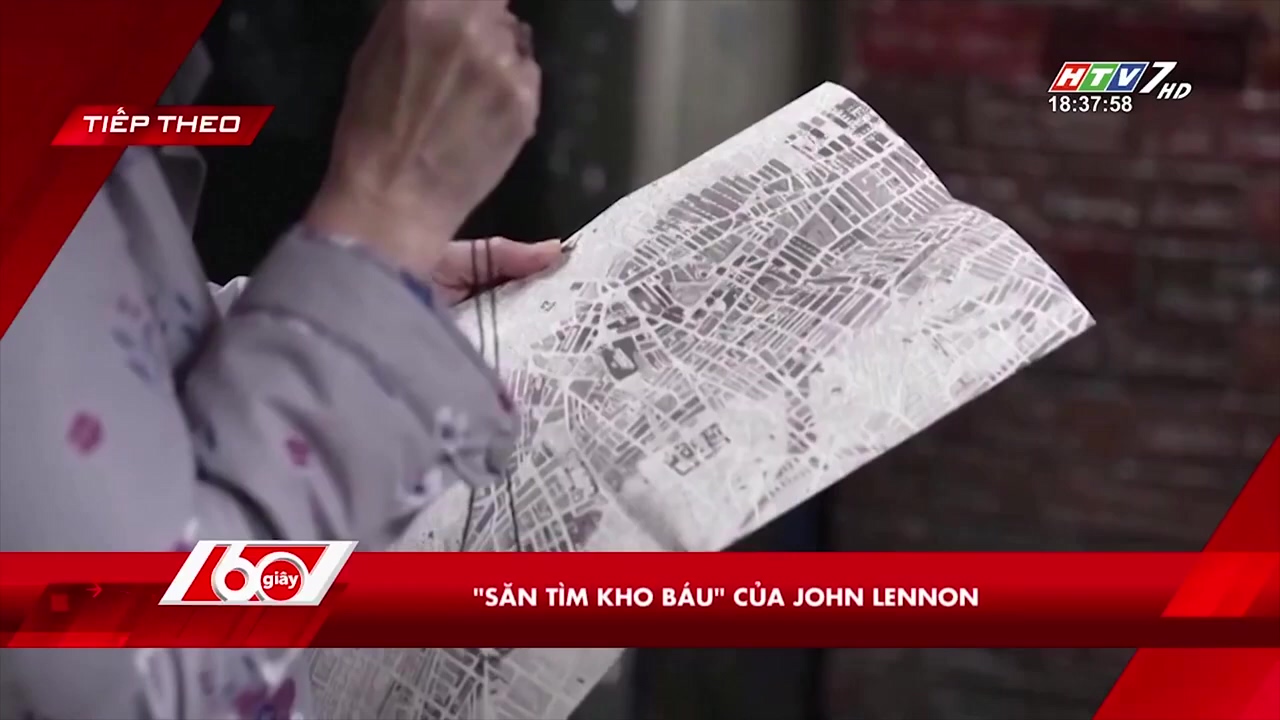 TIẾP THEO
HTV7 HD
18:37:58
60 giây
"SĂN TÌM KHO BÁU" CỦA JOHN LENNON